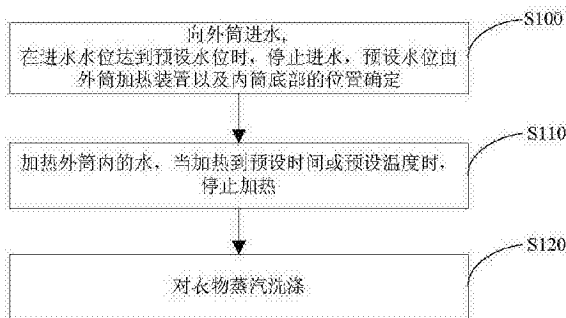 向外筒进水，
在进水水位达到预设水位时，停止进水，预设水位由
外筒加热装置以及内筒底部的位置确定
S100
加热外筒内的水，当加热到预设时间或预设温度时，
停止加热
S110
对衣物蒸汽洗涤
S120